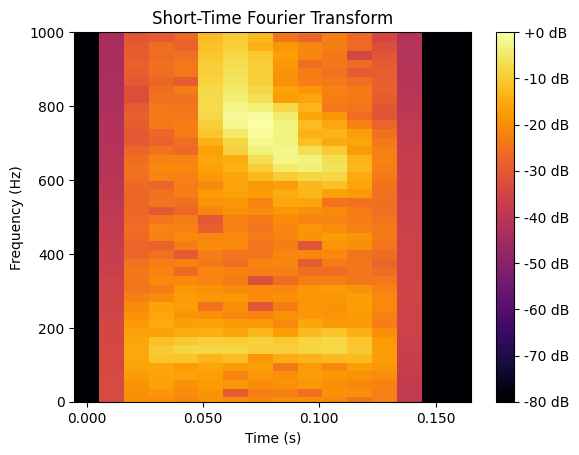 Short-Time Fourier Transform
Frequency (Hz)
1000
800
600
400
200
0
0.000
0.050
0.100
0.150
Time (s)
+0 dB
-10 dB
-20 dB
-30 dB
-40 dB
-50 dB
-60 dB
-70 dB
-80 dB